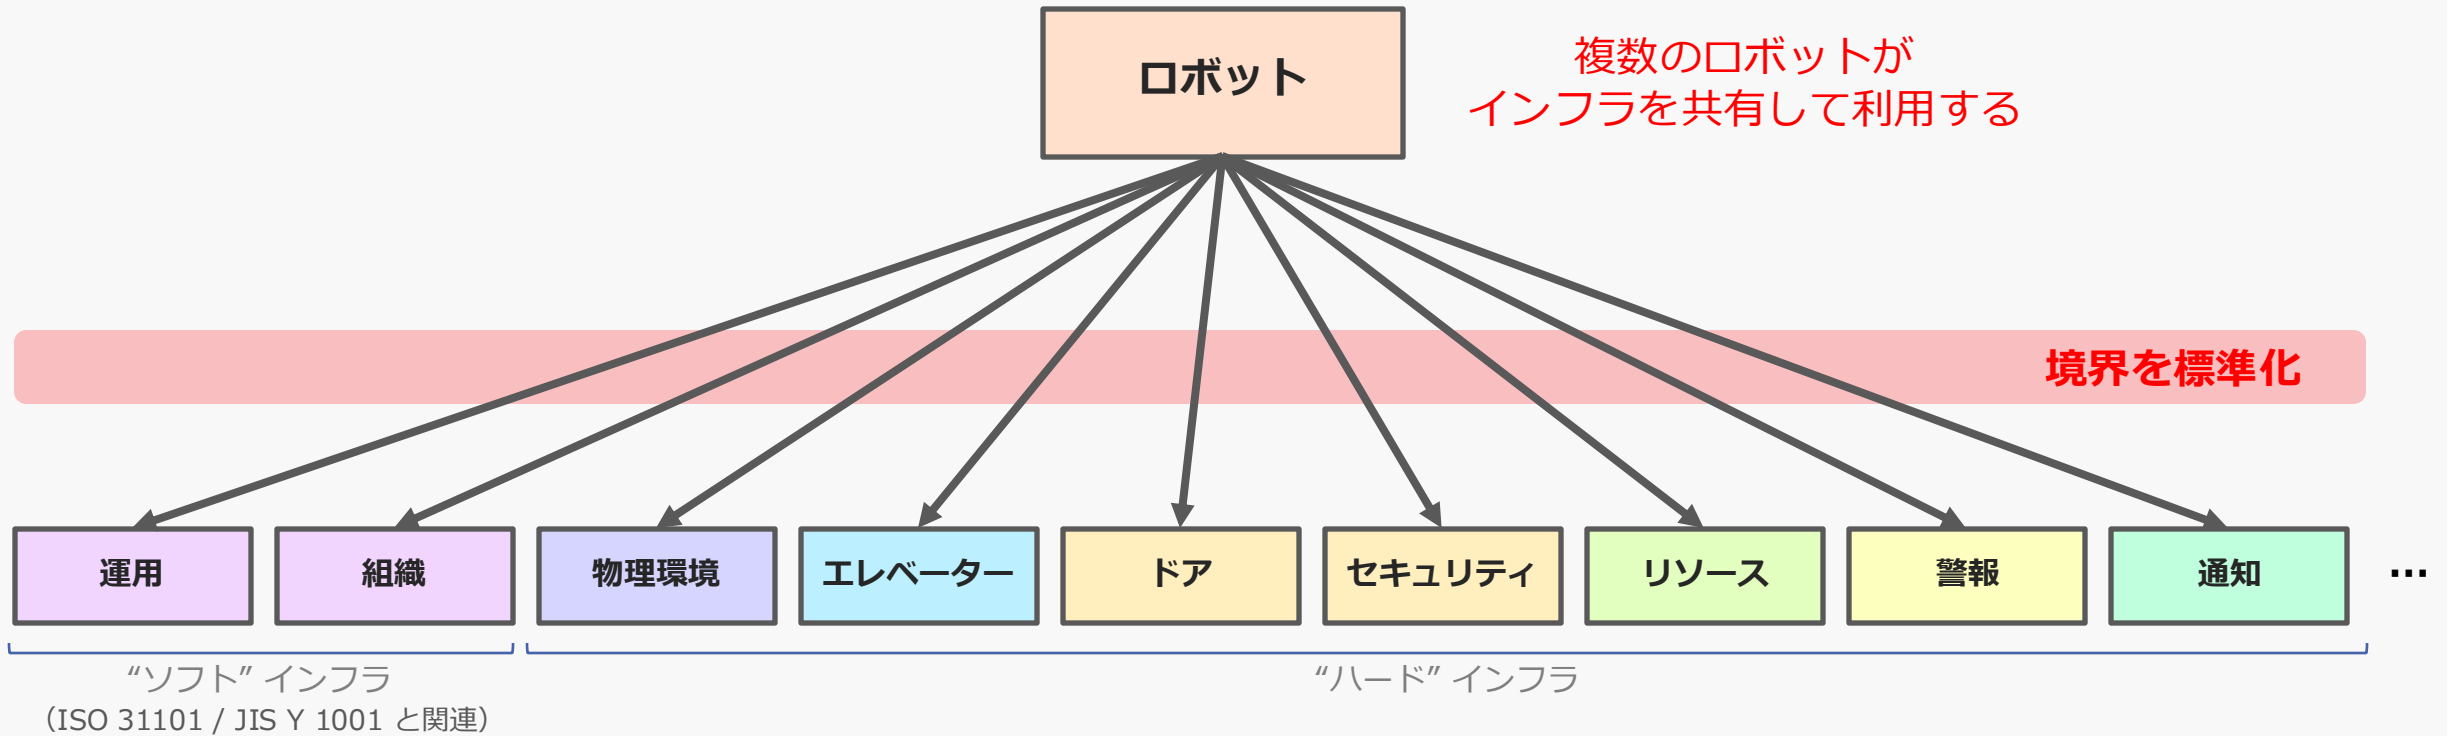 ロボット
複数のロボットが
インフラを共有して利用する
境界を標準化
運用
組織
物理環境
エレベーター
ドア
セキュリティ
リソース
警報
通知
…
“ソフト” インフラ
（ISO 31101 / JIS Y 1001 と関連）
“ハード” インフラ